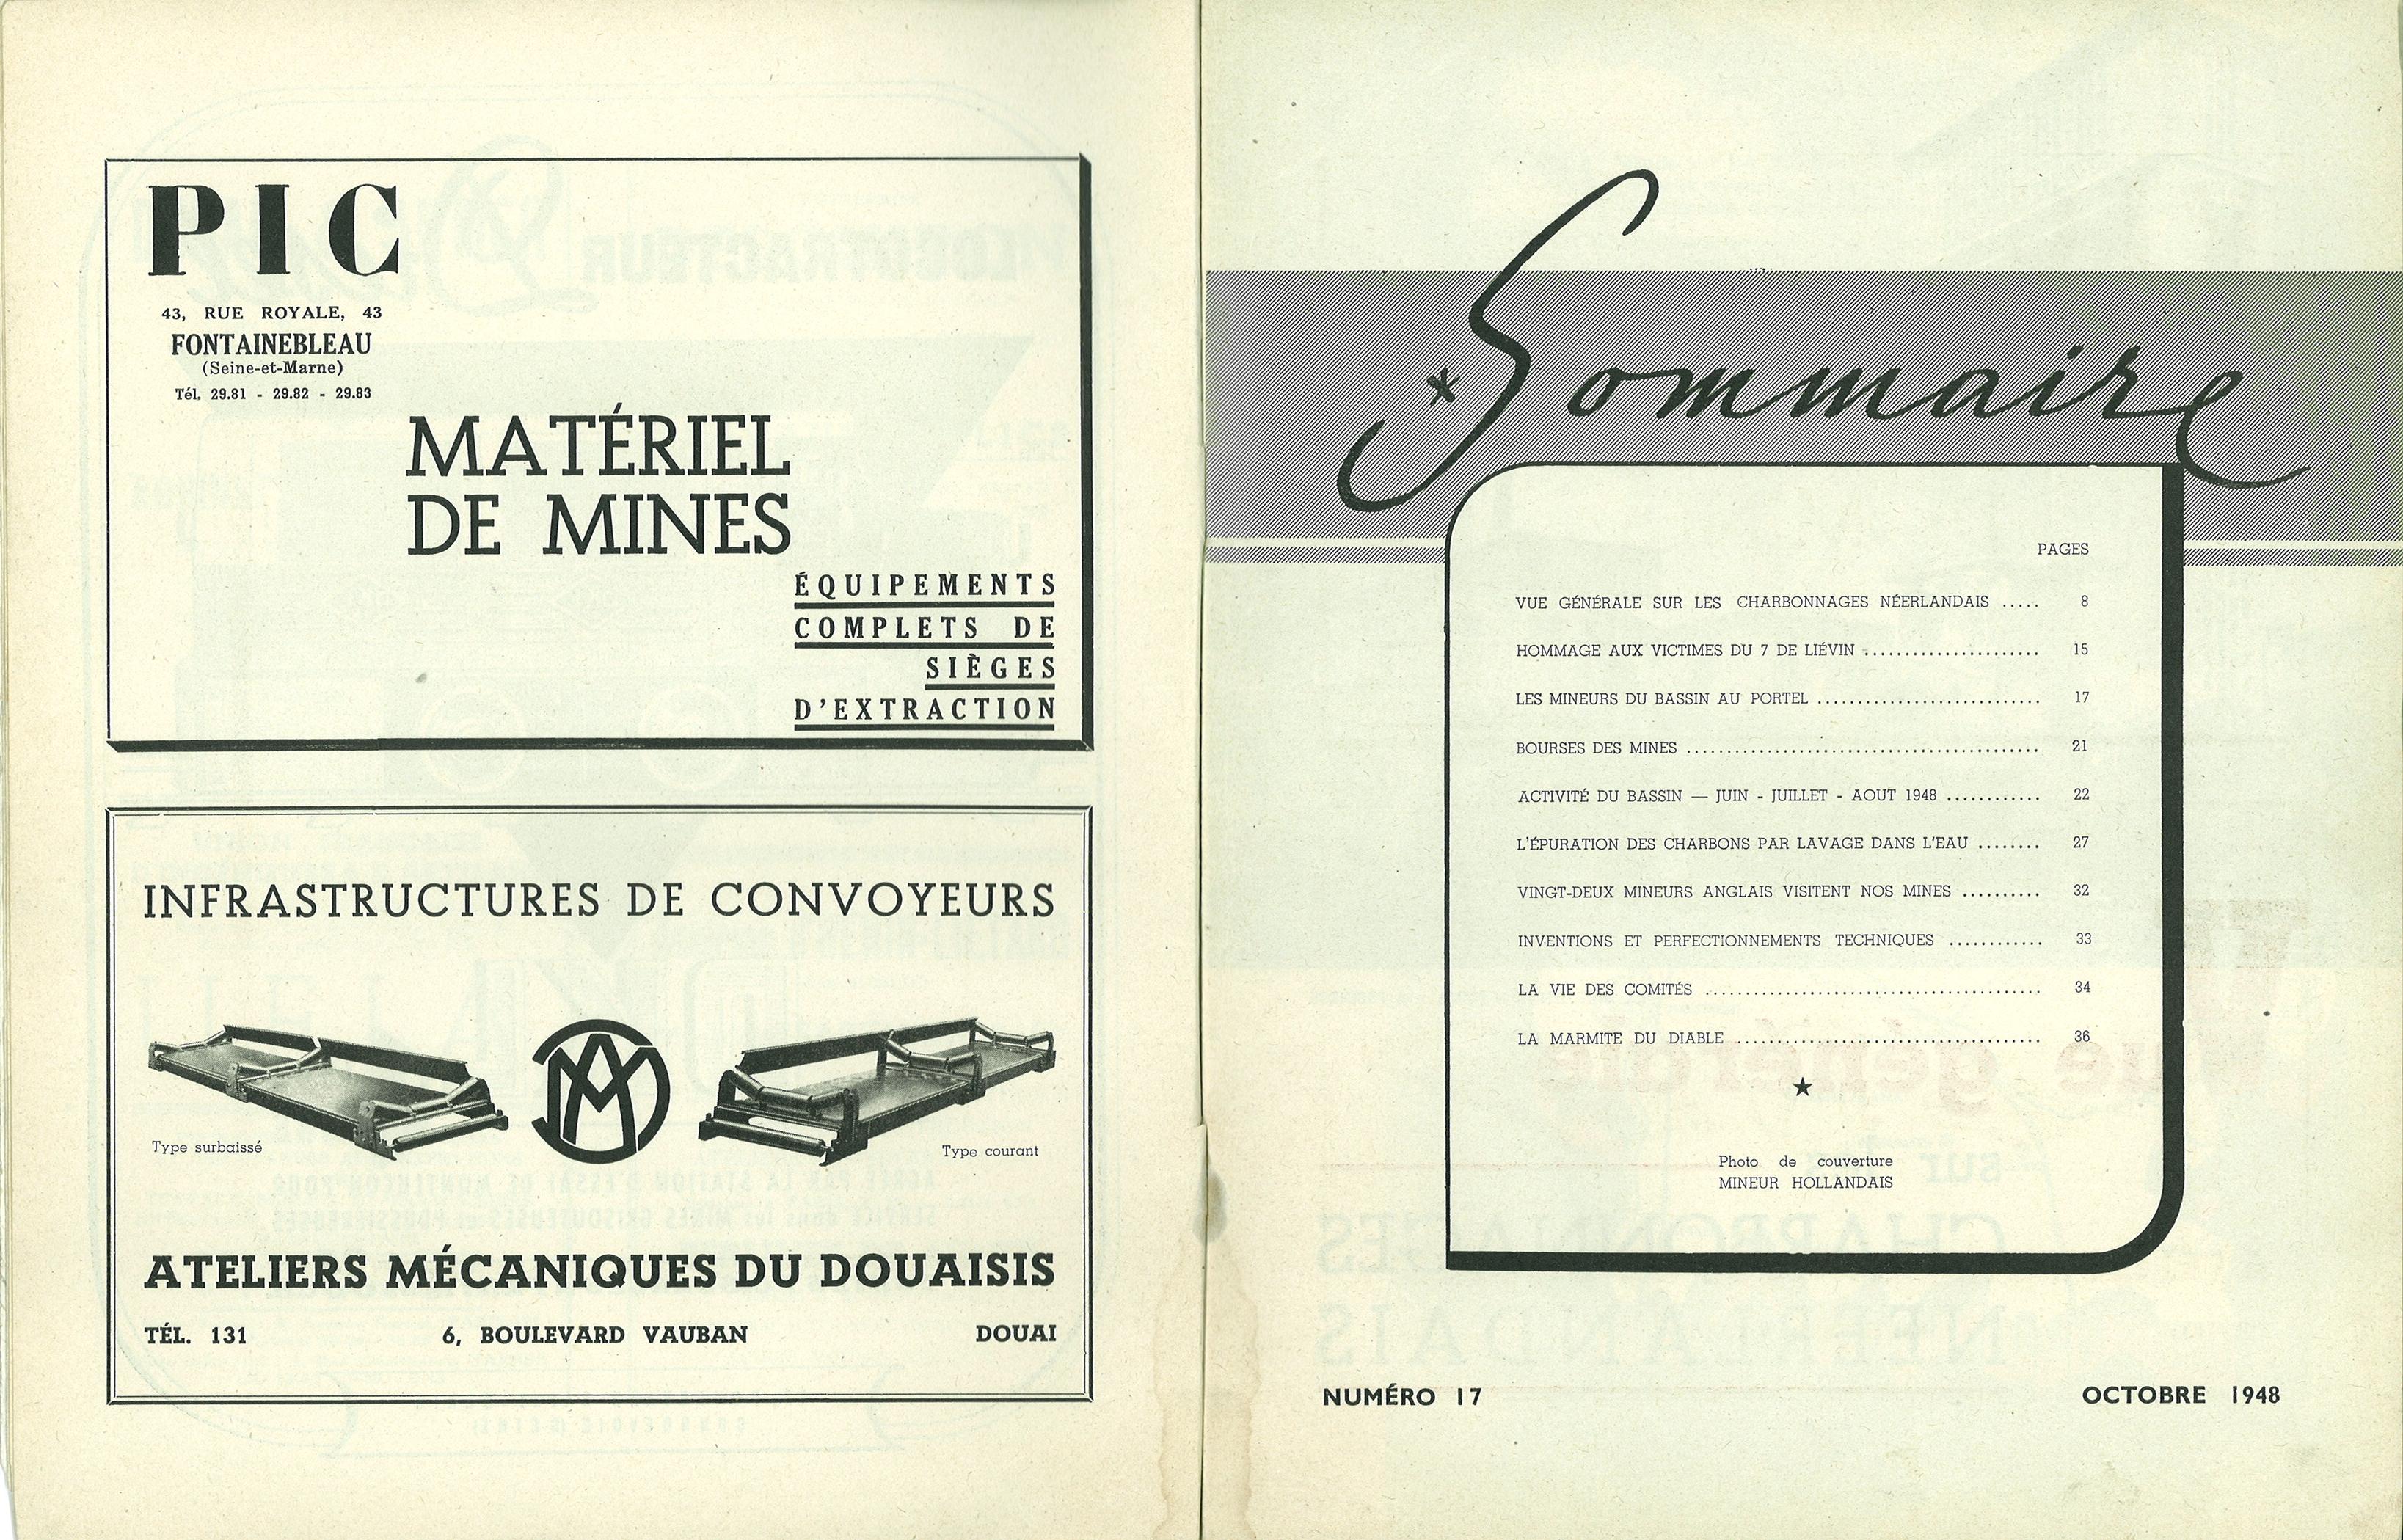 PIC
43, RUE ROYALE, 43
FONTAINEBLEAU
(Seine-et-Marne)
Tél. 29.81 - 29.82 - 29.83
MATÉRIEL
DE MINES
ÉQUIPEMENTS
COMPLETS DE
SIÈGES
D'EXTRACTION
INFRASTRUCTURES DE CONVOYEURS
Type surbaissé
AMD
Type courant
ATELIERS MÉCANIQUES DU DOUAISIS
TÉL. 131 6, BOULEVARD VAUBAN DOUAI
Sommaire
PAGES
VUE GÉNÉRALE SUR LES CHARBONNAGES NÉERLANDAIS ..... 8
HOMMAGE AUX VICTIMES DU 7 DE LIÉVIN ...................... 15
LES MINEURS DU BASSIN AU PORTEL ............................ 17
BOURSES DES MINES ............................................ 21
ACTIVITÉ DU BASSIN — JUIN - JUILLET - AOUT 1948 ............ 22
L'ÉPURATION DES CHARBONS PAR LAVAGE DANS L'EAU ........ 27
VINGT-DEUX MINEURS ANGLAIS VISITENT NOS MINES .......... 32
INVENTIONS ET PERFECTIONNEMENTS TECHNIQUES ............ 33
LA VIE DES COMITÉS .......................................... 34
LA MARMITE DU DIABLE ...................................... 36
Photo de couverture
MINEUR HOLLANDAIS
NUMÉRO 17 OCTOBRE 1948